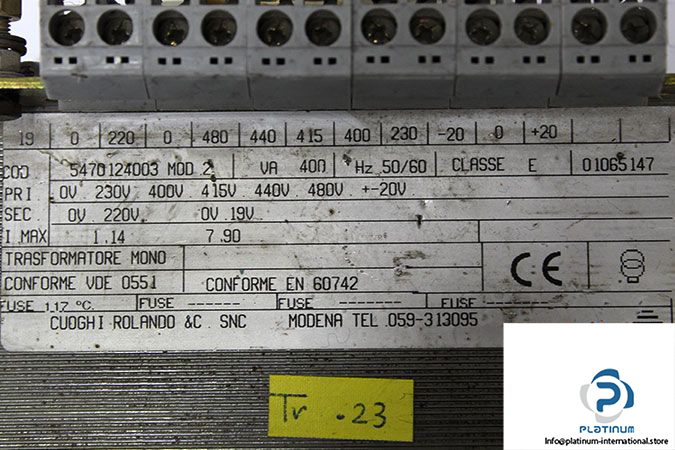 19 0 220 0 480 440 415 400 230 -20 0 +20
COD 5470124003 MOD 2 VA 400 Hz 50/60 CLASSE E 01065147
PRI 0V 230V 400V 415V 440V 480V +-20V
SEC 0V 220V 0V 19V
I MAX 1.14 7.90
TRASFORMATORE MONO
CONFORME VDE 0551 CONFORME EN 60742
CE
FUSE 117 °C. FUSE ------ FUSE ------ FUSE ------
CUOGHI ROLANDO &C. SNC MODENA TEL.059-313095
Tr .23
PLATINUM
Info@platinum-international.store